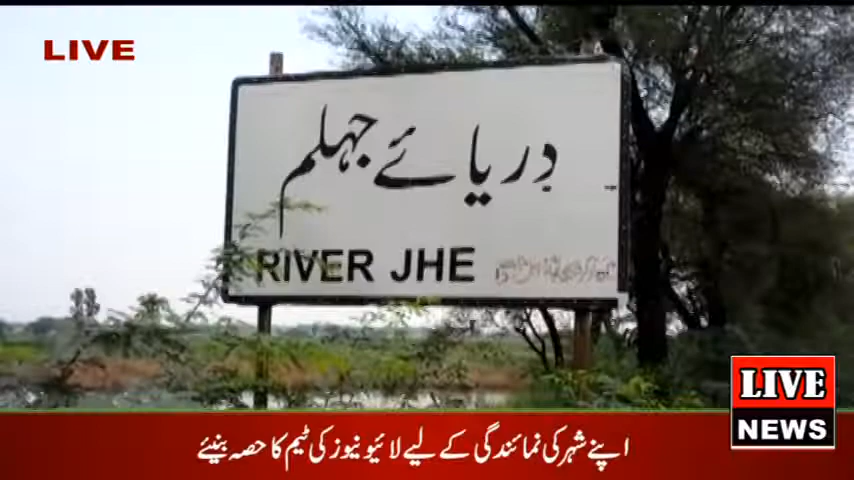 LIVE
دریائے جہلم
RIVER JHE
LIVE
NEWS
اپنے شہر کی نمائندگی کے لیے لائیو نیوز کی ٹیم کا حصہ بنیئے